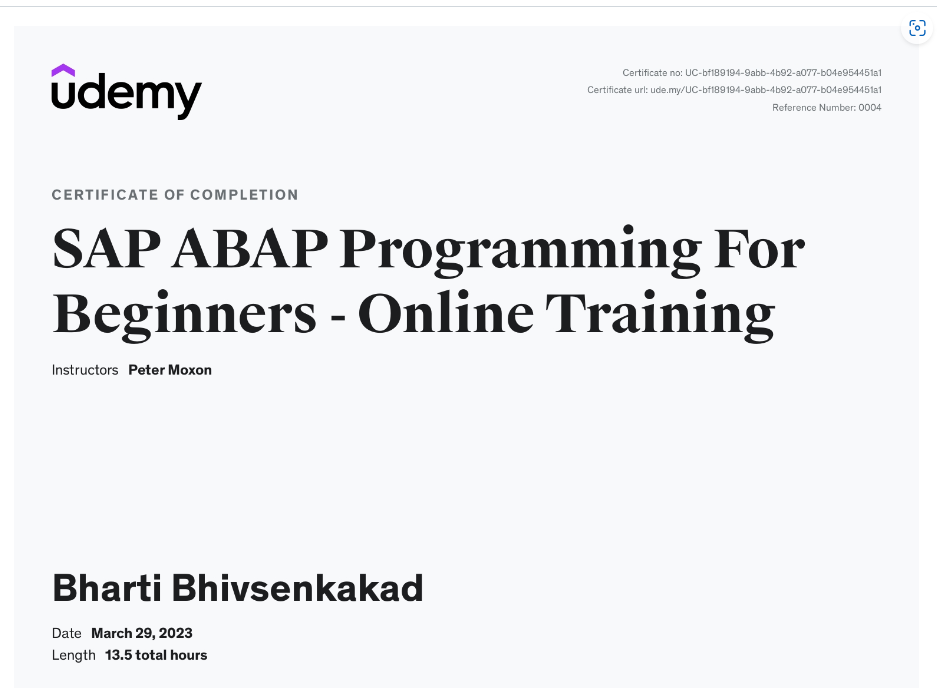 udemy
Certificate no: UC-bf189194-9abb-4b92-a077-b04e954451a1
Certificate url: ude.my/UC-bf189194-9abb-4b92-a077-b04e954451a1
Reference Number: 0004
CERTIFICATE OF COMPLETION
SAP ABAP Programming For
Beginners - Online Training
Instructors Peter Moxon
Bharti Bhivsenkakad
Date March 29, 2023
Length 13.5 total hours